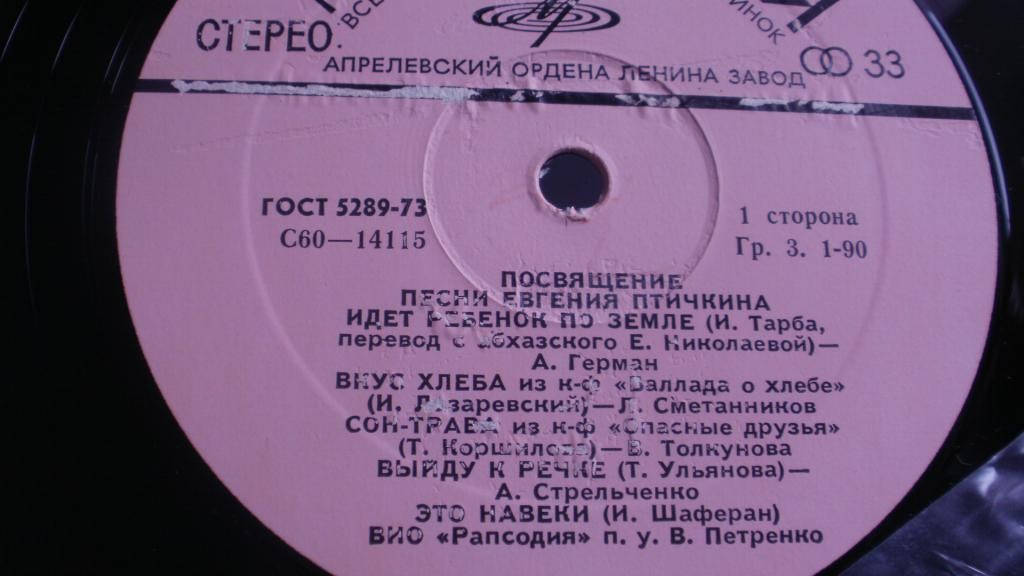 СТЕРЕО.
АПРЕЛЕВСКИЙ ОРДЕНА ЛЕНИНА ЗАВОД
33
ГОСТ 5289-73
С60—14115
1 сторона
Гр. 3. 1-90
ПОСВЯЩЕНИЕ
ПЕСНИ ЕВГЕНИЯ ПТИЧКИНА
ИДЕТ РЕБЕНОК ПО ЗЕМЛЕ (И. Тарба,
перевод с абхазского Е. Николаевой)—
А. Герман
ВКУС ХЛЕБА из к-ф «Баллада о хлебе»
(И. Лазаревский)—Л. Сметанников
СОН-ТРАВА из к-ф «Опасные друзья»
(Т. Коршилова)—В. Толкунова
ВЫЙДУ К РЕЧКЕ (Т. Ульянова)—
А. Стрельченко
ЭТО НАВЕКИ (И. Шаферан)
ВИО «Рапсодия» п. у. В. Петренко